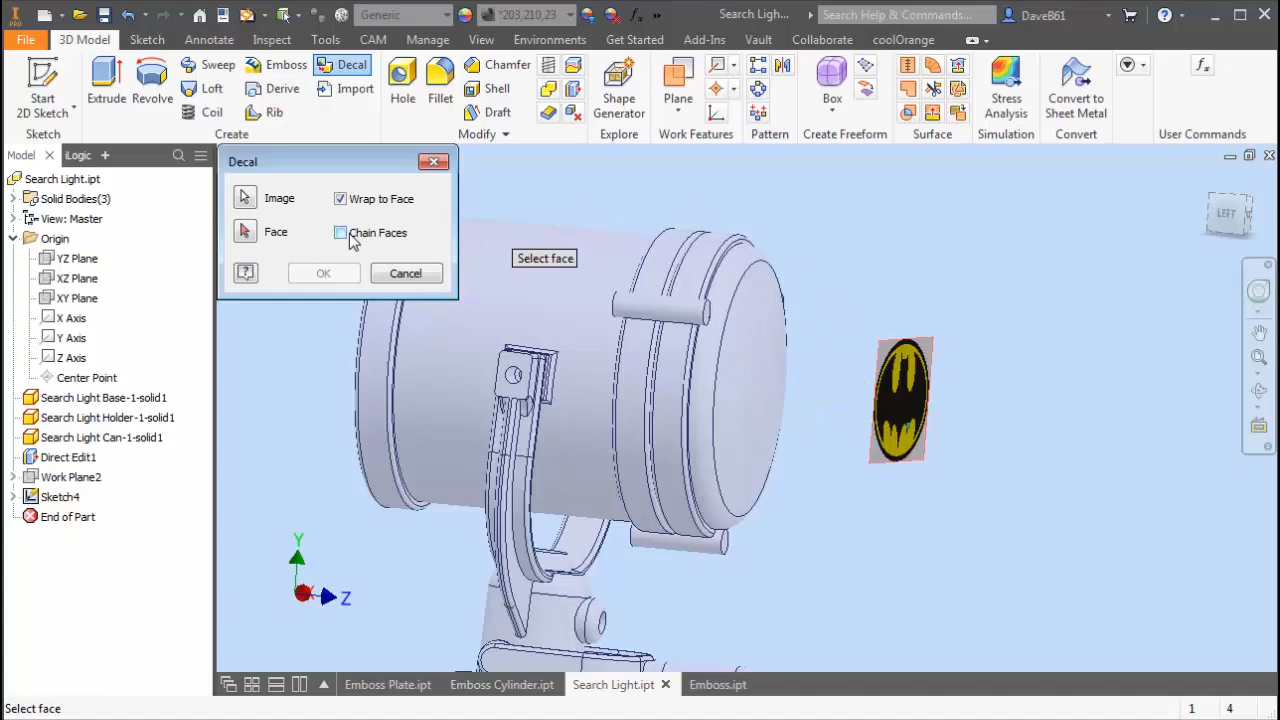 PRO
Generic
*203,210,23
fx
Search Ligh...
Search Help & Commands...
DaveB61
File
3D Model
Sketch
Annotate
Inspect
Tools
CAM
Manage
View
Environments
Get Started
Add-Ins
Vault
Collaborate
coolOrange
Start
2D Sketch
Sketch
Extrude
Revolve
Sweep
Loft
Coil
Emboss
Derive
Rib
Decal
Import
Create
Hole
Fillet
Chamfer
Shell
Draft
Modify
Shape
Generator
Explore
Plane
Work Features
Pattern
Box
Create Freeform
Surface
Stress
Analysis
Simulation
Convert to
Sheet Metal
Convert
fx
User Commands
Model
iLogic
Search Light.ipt
Solid Bodies(3)
View: Master
Origin
YZ Plane
XZ Plane
XY Plane
X Axis
Y Axis
Z Axis
Center Point
Search Light Base-1-solid1
Search Light Holder-1-solid1
Search Light Can-1-solid1
Direct Edit1
Work Plane2
Sketch4
End of Part
Decal
Image
Wrap to Face
Face
Chain Faces
OK
Cancel
Select face
LEFT
Y
X
Z
Emboss Plate.ipt
Emboss Cylinder.ipt
Search Light.ipt
Emboss.ipt
Select face
1
4